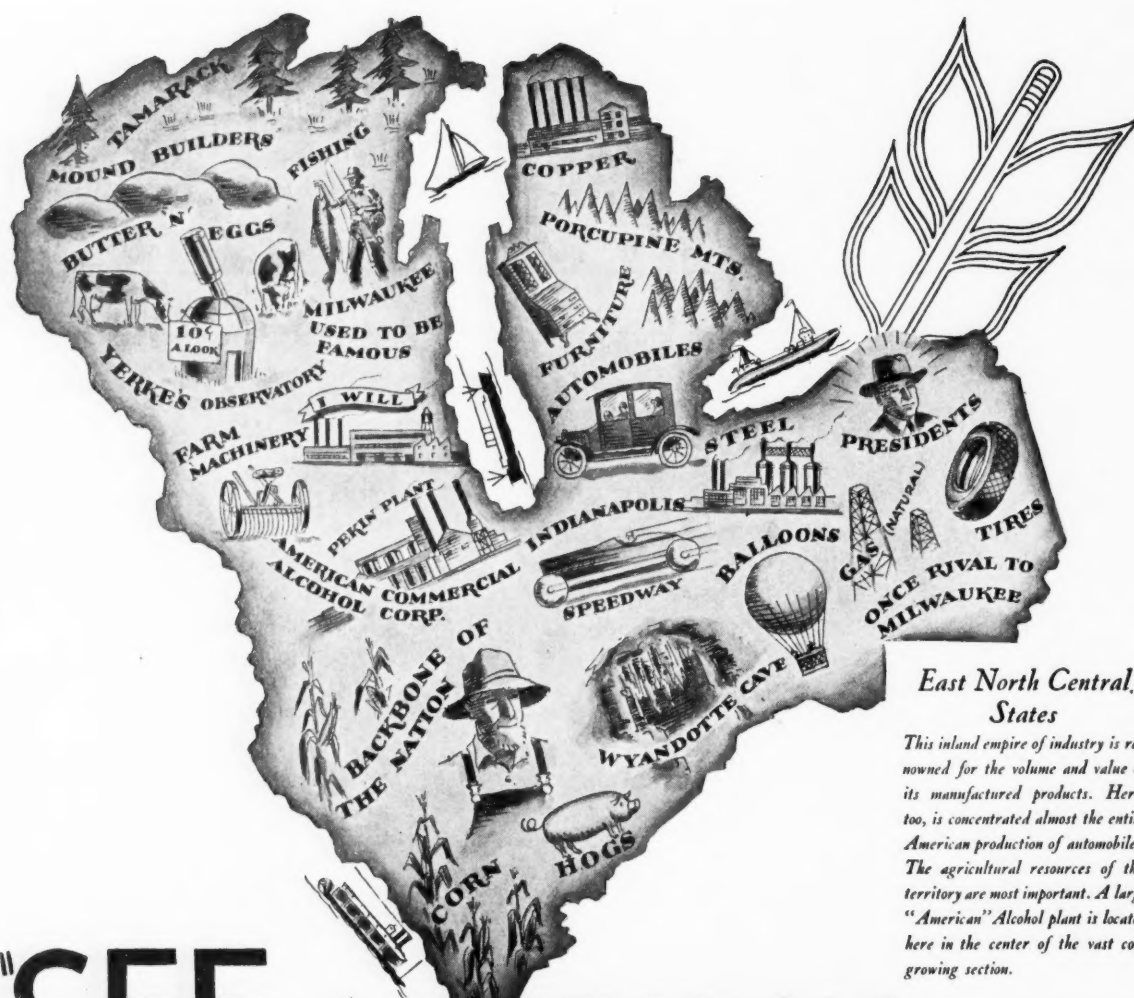 TAMARACK
MOUND BUILDERS
FISHING
BUTTER 'N' EGGS
10¢
A LOOK
YERKE'S OBSERVATORY
MILWAUKEE
USED TO BE
FAMOUS
I WILL
FARM
MACHINERY
PEKIN PLANT
AMERICAN COMMERCIAL
ALCOHOL CORP.
COPPER
PORCUPINE MTS.
FURNITURE
AUTOMOBILES
STEEL
PRESIDENTS
INDIANAPOLIS
SPEEDWAY
BALLOONS
GAS
(NATURAL)
TIRES
ONCE RIVAL TO
MILWAUKEE
BACKBONE OF
THE NATION
WYANDOTTE CAVE
CORN
HOGS
East North Central
States
This inland empire of industry is re
nowned for the volume and value
its manufactured products. Her
too, is concentrated almost the enti
American production of automobile
The agricultural resources of th
territory are most important. A lar
"American" Alcohol plant is locat
here in the center of the vast co
growing section.
"SEE